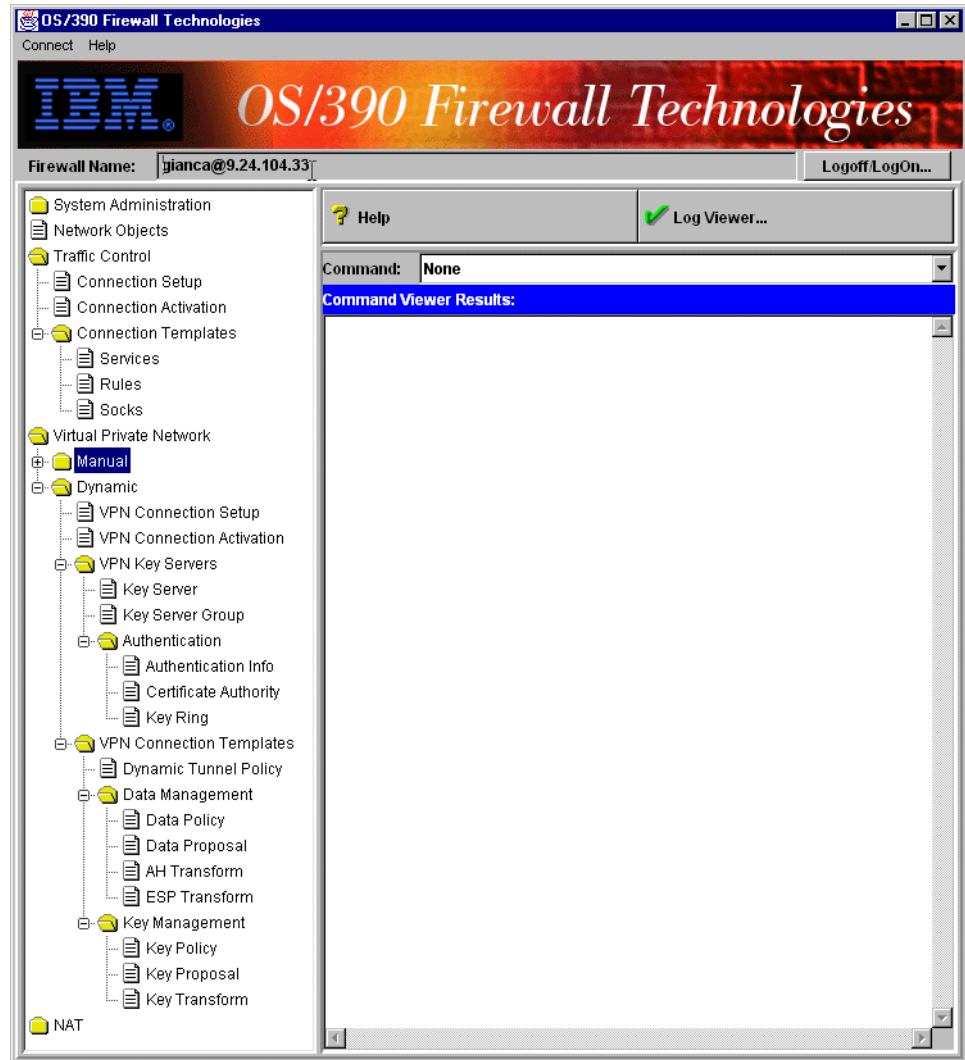 OS/390 Firewall Technologies
Connect Help
IBM® OS/390 Firewall Technologies
Firewall Name: gianca@9.24.104.33 Logoff/LogOn...
System Administration
Network Objects
Traffic Control
Connection Setup
Connection Activation
Connection Templates
Services
Rules
Socks
Virtual Private Network
Manual
Dynamic
VPN Connection Setup
VPN Connection Activation
VPN Key Servers
Key Server
Key Server Group
Authentication
Authentication Info
Certificate Authority
Key Ring
VPN Connection Templates
Dynamic Tunnel Policy
Data Management
Data Policy
Data Proposal
AH Transform
ESP Transform
Key Management
Key Policy
Key Proposal
Key Transform
NAT
? Help
Log Viewer...
Command: None
Command Viewer Results: